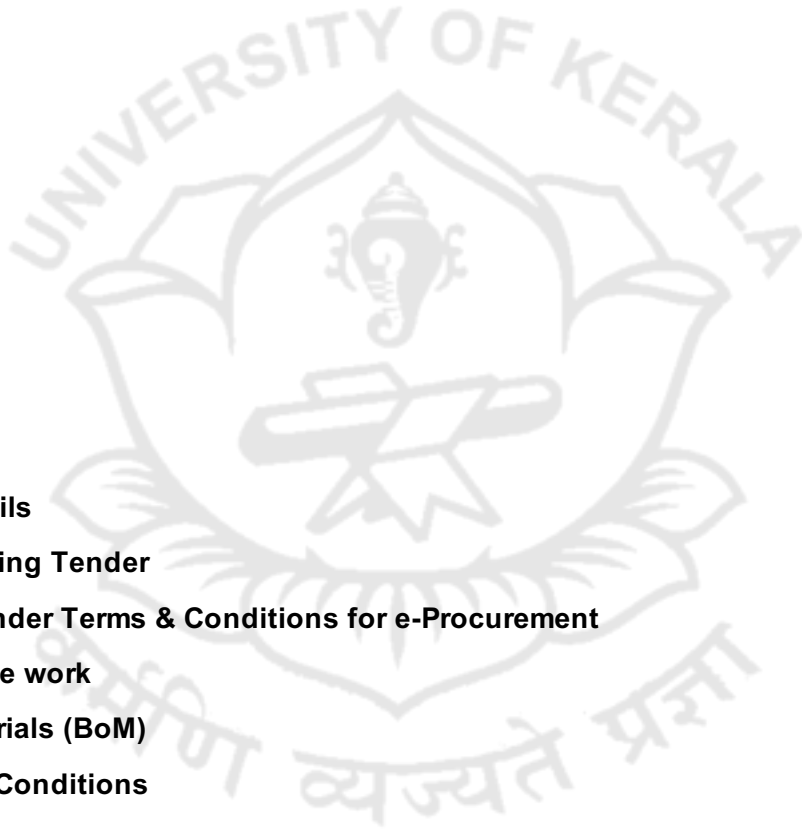 UNIVERSITY OF KERALA
ils
ing Tender
nder Terms & Conditions for e-Procurement
e work
rials (BoM)
Conditions
कर्मणि व्यज्यते प्रज्ञा